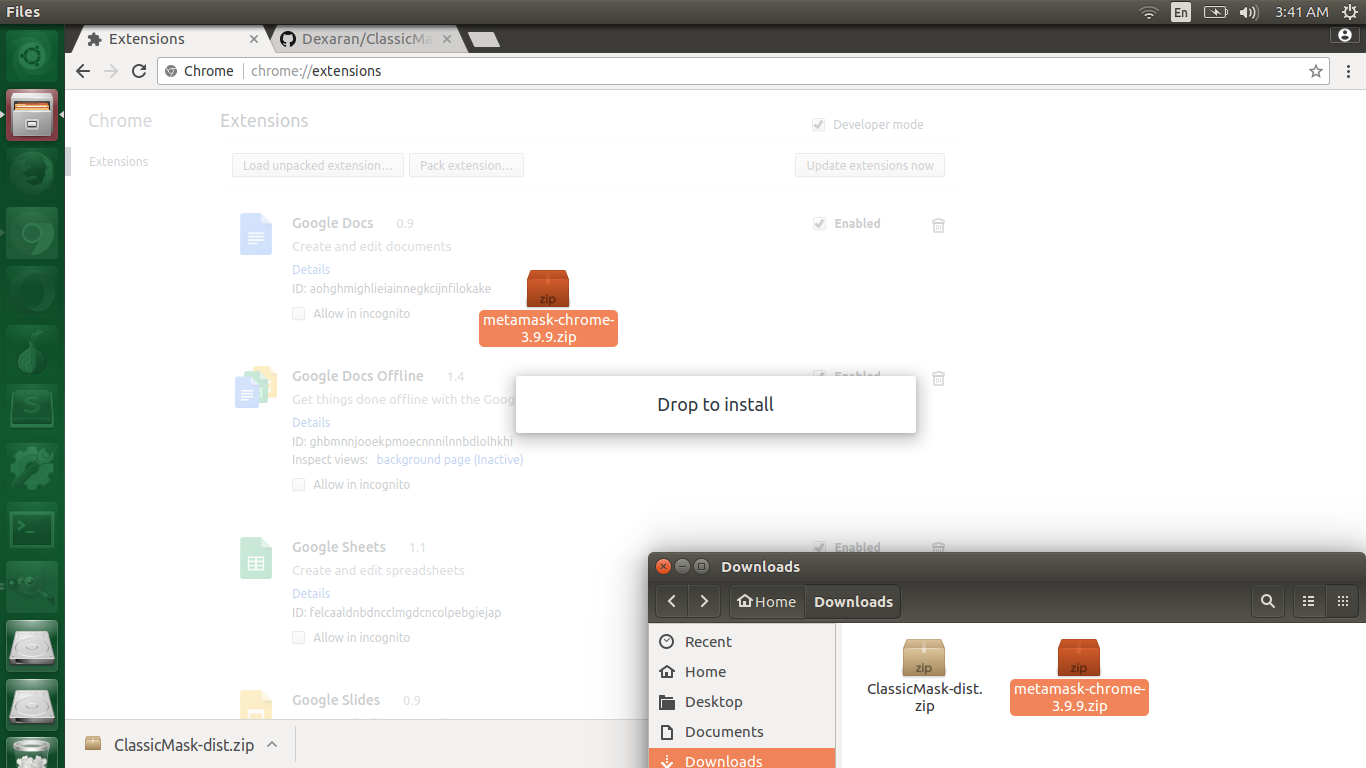 Files
En
3:41 AM
Extensions
Dexaran/ClassicMa
Chrome
chrome://extensions
Chrome
Extensions
Developer mode
Extensions
Load unpacked extension...
Pack extension...
Update extensions now
Google Docs 0.9
Enabled
Create and edit documents
Details
ID: aohghmighlieiainnegkcijnfilokake
Allow in incognito
zip
metamask-chrome-
3.9.9.zip
Google Docs Offline 1.4
Enabled
Get things done offline with the Goog
Details
ID: ghbmnnjooekpmoecnnnilnnbdlolhkhi
Inspect views: background page (Inactive)
Allow in incognito
Drop to install
Google Sheets 1.1
Enabled
Create and edit spreadsheets
Details
ID: felcaaldnbdncclmgdcncolpebgiejap
Allow in incognito
Google Slides 0.9
ClassicMask-dist.zip
Downloads
Home
Downloads
Recent
Home
Desktop
Documents
Downloads
zip
ClassicMask-dist.
zip
zip
metamask-chrome-
3.9.9.zip